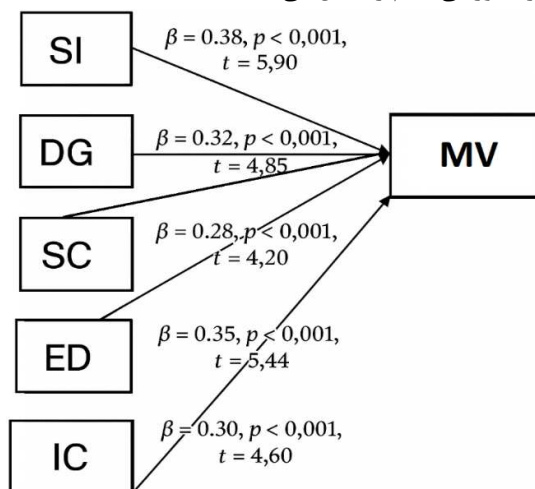 SI
β = 0.38, p < 0,001,
t = 5,90
DG
β = 0.32, p < 0,001,
t = 4,85
MV
SC
β = 0.28, p < 0,001,
t = 4,20
ED
β = 0.35, p < 0,001,
t = 5,44
IC
β = 0.30, p < 0,001,
t = 4,60